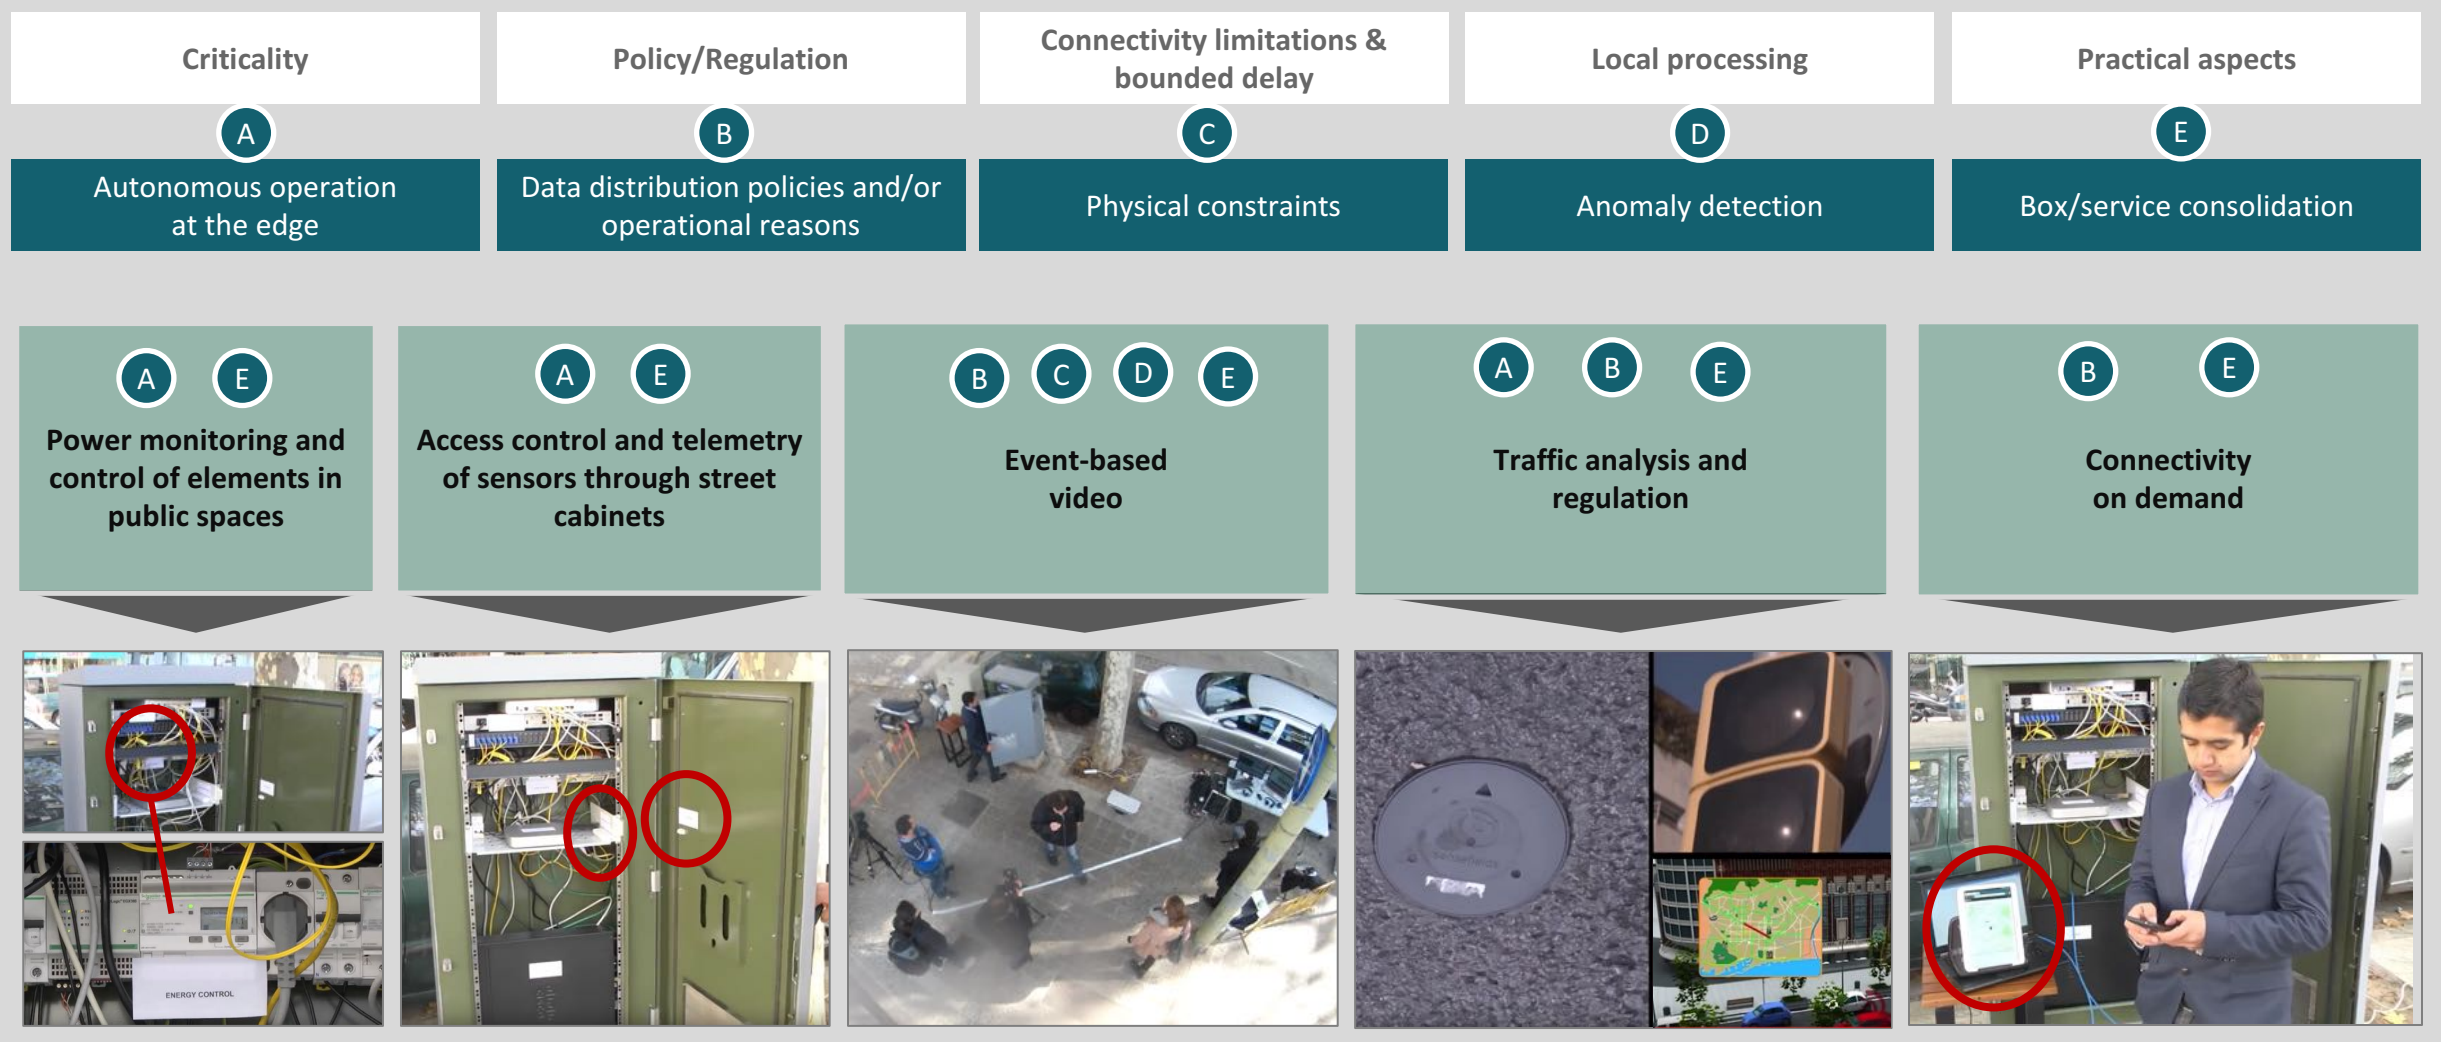 Criticality
Policy/Regulation
Connectivity limitations &
bounded delay
Local processing
Practical aspects
A
B
C
D
E
Autonomous operation
at the edge
Data distribution policies and/or
operational reasons
Physical constraints
Anomaly detection
Box/service consolidation
A E
Power monitoring and
control of elements in
public spaces
A E
Access control and telemetry
of sensors through street
cabinets
B C D E
Event-based
video
A B E
Traffic analysis and
regulation
B E
Connectivity
on demand
ENERGY CONTROL